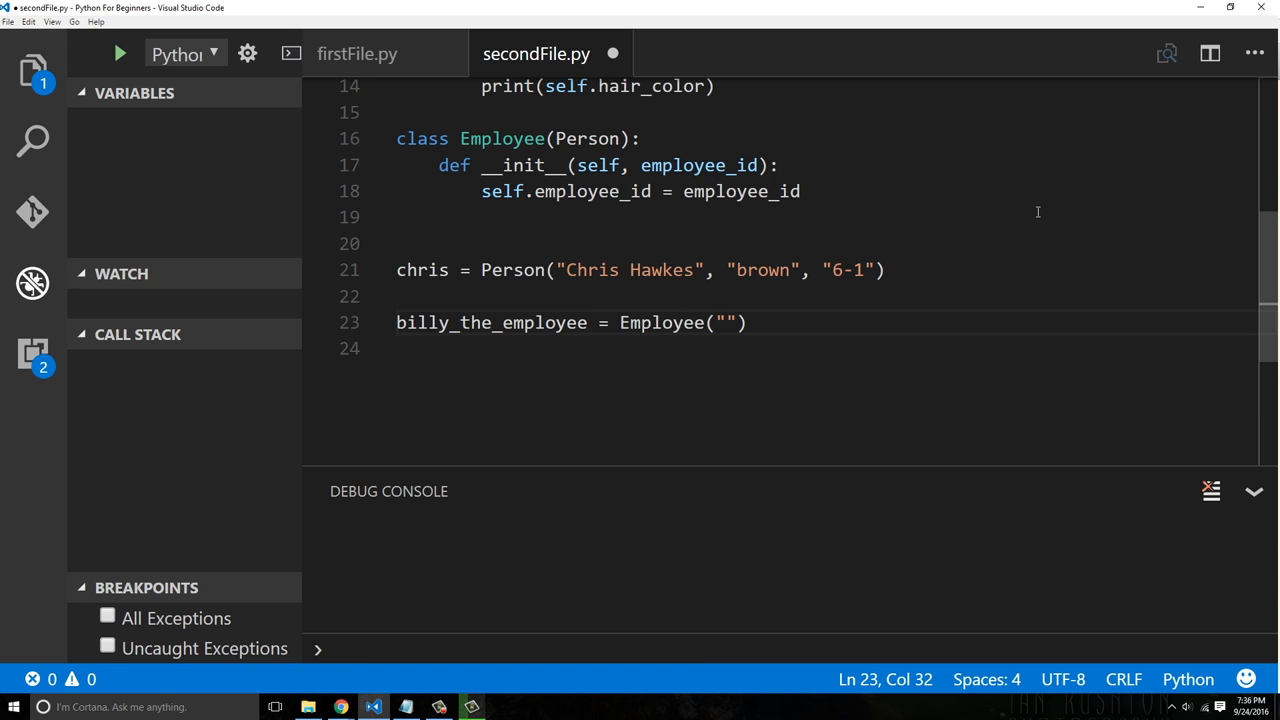 ● secondFile.py - Python For Beginners - Visual Studio Code
File Edit View Go Help
1
Pythor
firstFile.py
secondFile.py
VARIABLES
WATCH
CALL STACK
2
BREAKPOINTS
All Exceptions
Uncaught Exceptions
14 print(self.hair_color)
15
16 class Employee(Person):
17 def __init__(self, employee_id):
18 self.employee_id = employee_id
19
20
21 chris = Person("Chris Hawkes", "brown", "6-1")
22
23 billy_the_employee = Employee("")
24
DEBUG CONSOLE
0 0
Ln 23, Col 32 Spaces: 4 UTF-8 CRLF Python
I'm Cortana. Ask me anything.
7:36 PM
9/24/2016